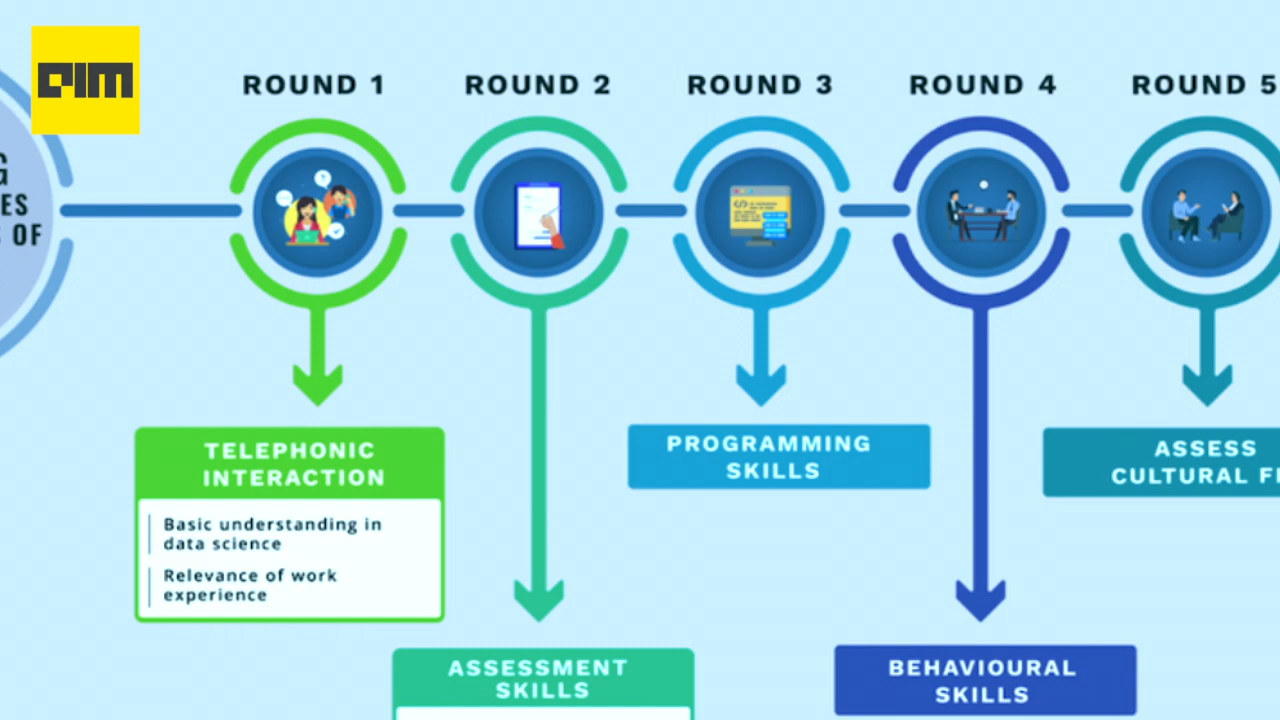 AIM
ROUND 1
ROUND 2
ROUND 3
ROUND 4
ROUND 5
OF
TELEPHONIC
INTERACTION
Basic understanding in
data science
Relevance of work
experience
ASSESSMENT
SKILLS
PROGRAMMING
SKILLS
BEHAVIOURAL
SKILLS
ASSESS
CULTURAL